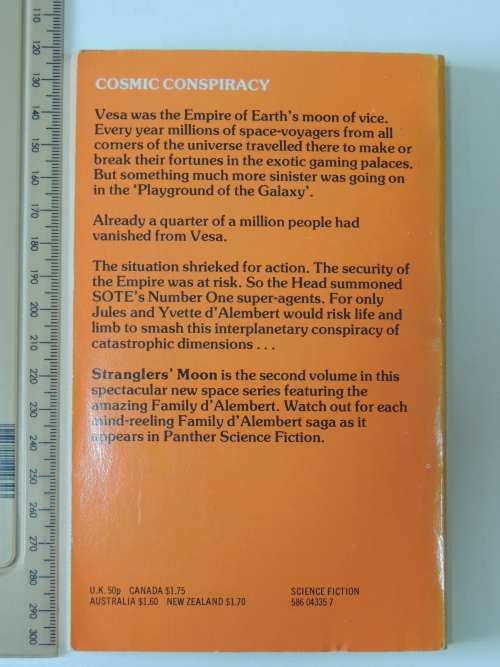 COSMIC CONSPIRACY
Vesa was the Empire of Earth's moon of vice.
Every year millions of space-voyagers from all
corners of the universe travelled there to make or
break their fortunes in the exotic gaming palaces.
But something much more sinister was going on
in the ‘Playground of the Galaxy’.
Already a quarter of a million people had
vanished from Vesa.
The situation shrieked for action. The security of
the Empire was at risk. So the Head summoned
SOTE's Number One super-agents. For only
Jules and Yvette d'Alembert would risk life and
limb to smash this interplanetary conspiracy of
catastrophic dimensions . . .
Stranglers' Moon is the second volume in this
spectacular new space series featuring the
amazing Family d'Alembert. Watch out for each
mind-reeling Family d'Alembert saga as it
appears in Panther Science Fiction.
U.K. 50p CANADA $1.75
AUSTRALIA $1.60 NEW ZEALAND $1.70
SCIENCE FICTION
586 04335 7
110
120
130
140
150
160
170
180
190
200
210
220
230
240
250
260
270
280
290
300